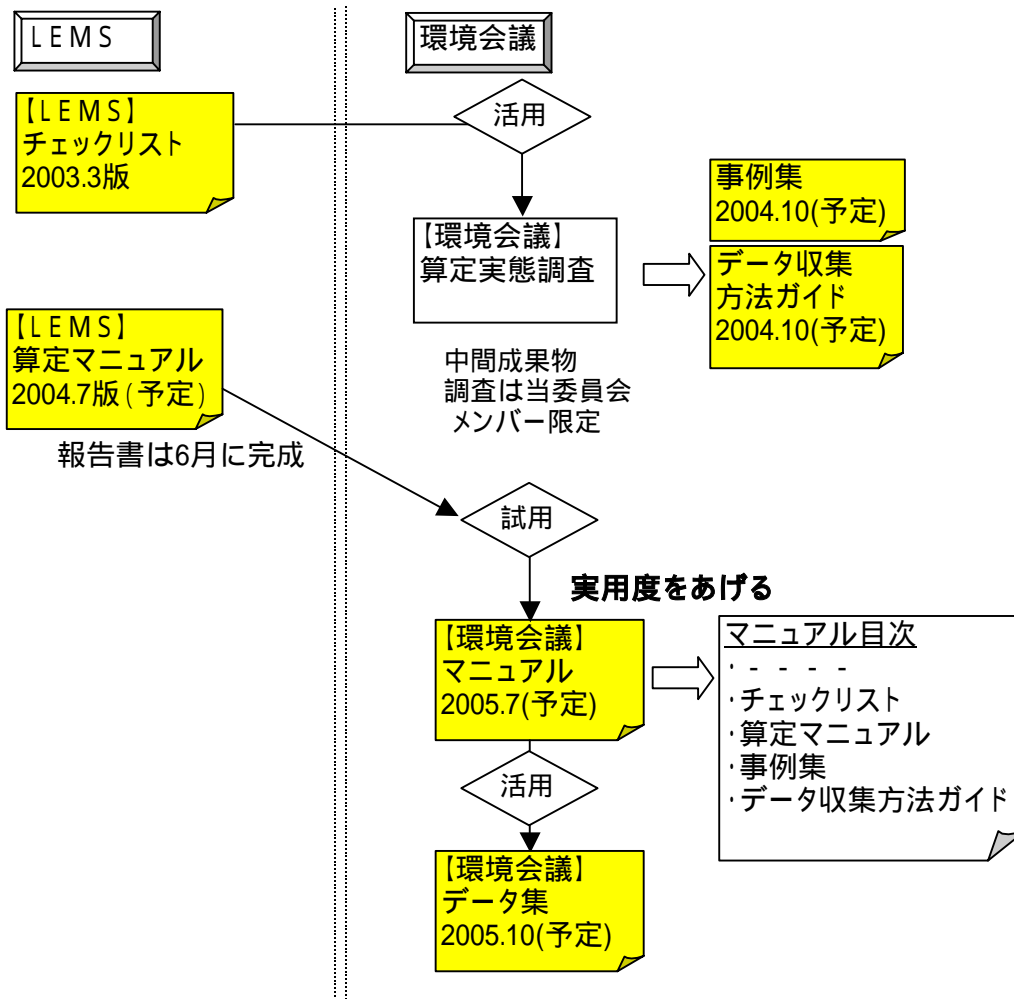 LEMS
環境会議
【LEMS】
チェックリスト
2003.3版
活用
【環境会議】
算定実態調査
事例集
2004.10(予定)
データ収集
方法ガイド
2004.10(予定)
【LEMS】
算定マニュアル
2004.7版(予定)
報告書は6月に完成
中間成果物
調査は当委員会
メンバー限定
試用
実用度をあげる
【環境会議】
マニュアル
2005.7(予定)
マニュアル目次
・- - - - -
・チェックリスト
・算定マニュアル
・事例集
・データ収集方法ガイド
活用
【環境会議】
データ集
2005.10(予定)